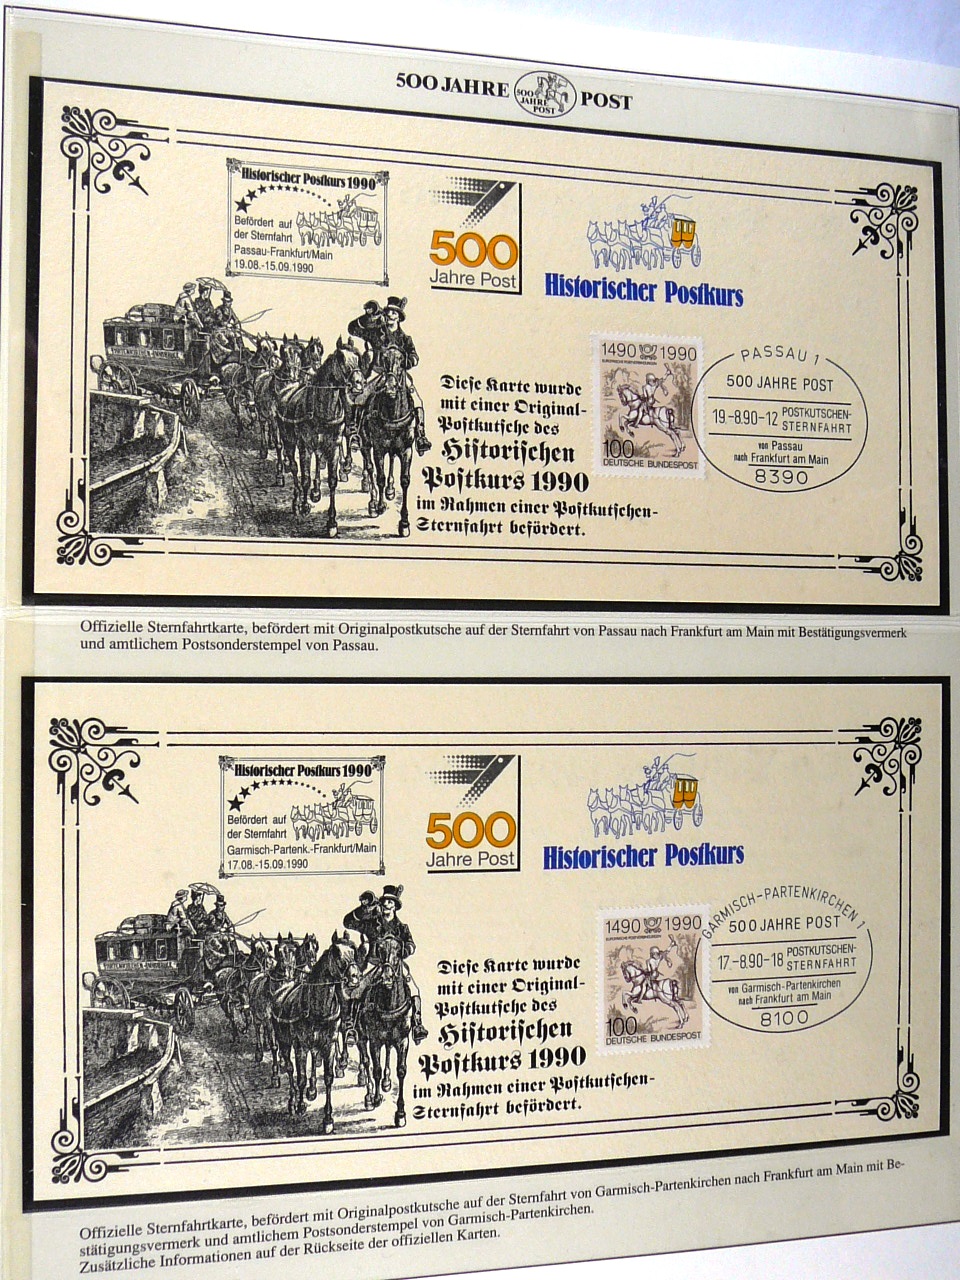 500 JAHRE 500 JAHRE POST POST
Historischer Postkurs 1990
Befördert auf
der Sternfahrt
Passau-Frankfurt/Main
19.08.-15.09.1990
500
Jahre Post
Historischer Postkurs
Diese Karte wurde
mit einer Original-
Postkutsche des
Historischen
Postkurs 1990
im Rahmen einer Postkutschen-
Sternfahrt befördert.
1490 1990
100
DEUTSCHE BUNDESPOST
PASSAU 1
500 JAHRE POST
19.-8.90-12 POSTKUTSCHEN-
STERNFAHRT
von Passau
nach Frankfurt am Main
8390
Offizielle Sternfahrtkarte, befördert mit Originalpostkutsche auf der Sternfahrt von Passau nach Frankfurt am Main mit Bestätigungsvermerk
und amtlichem Postsonderstempel von Passau.
Historischer Postkurs 1990
Befördert auf
der Sternfahrt
Garmisch-Partenk.-Frankfurt/Main
17.08.-15.09.1990
500
Jahre Post
Historischer Postkurs
Diese Karte wurde
mit einer Original-
Postkutsche des
Historischen
Postkurs 1990
im Rahmen einer Postkutschen-
Sternfahrt befördert.
1490 1990
100
DEUTSCHE BUNDESPOST
GARMISCH-PARTENKIRCHEN 1
500 JAHRE POST
17.-8.90-18 POSTKUTSCHEN-
STERNFAHRT
von Garmisch-Partenkirchen
nach Frankfurt am Main
8100
Offizielle Sternfahrtkarte, befördert mit Originalpostkutsche auf der Sternfahrt von Garmisch-Partenkirchen nach Frankfurt am Main mit Be-
stätigungsvermerk und amtlichem Postsonderstempel von Garmisch-Partenkirchen.
Zusätzliche Informationen auf der Rückseite der offiziellen Karten.